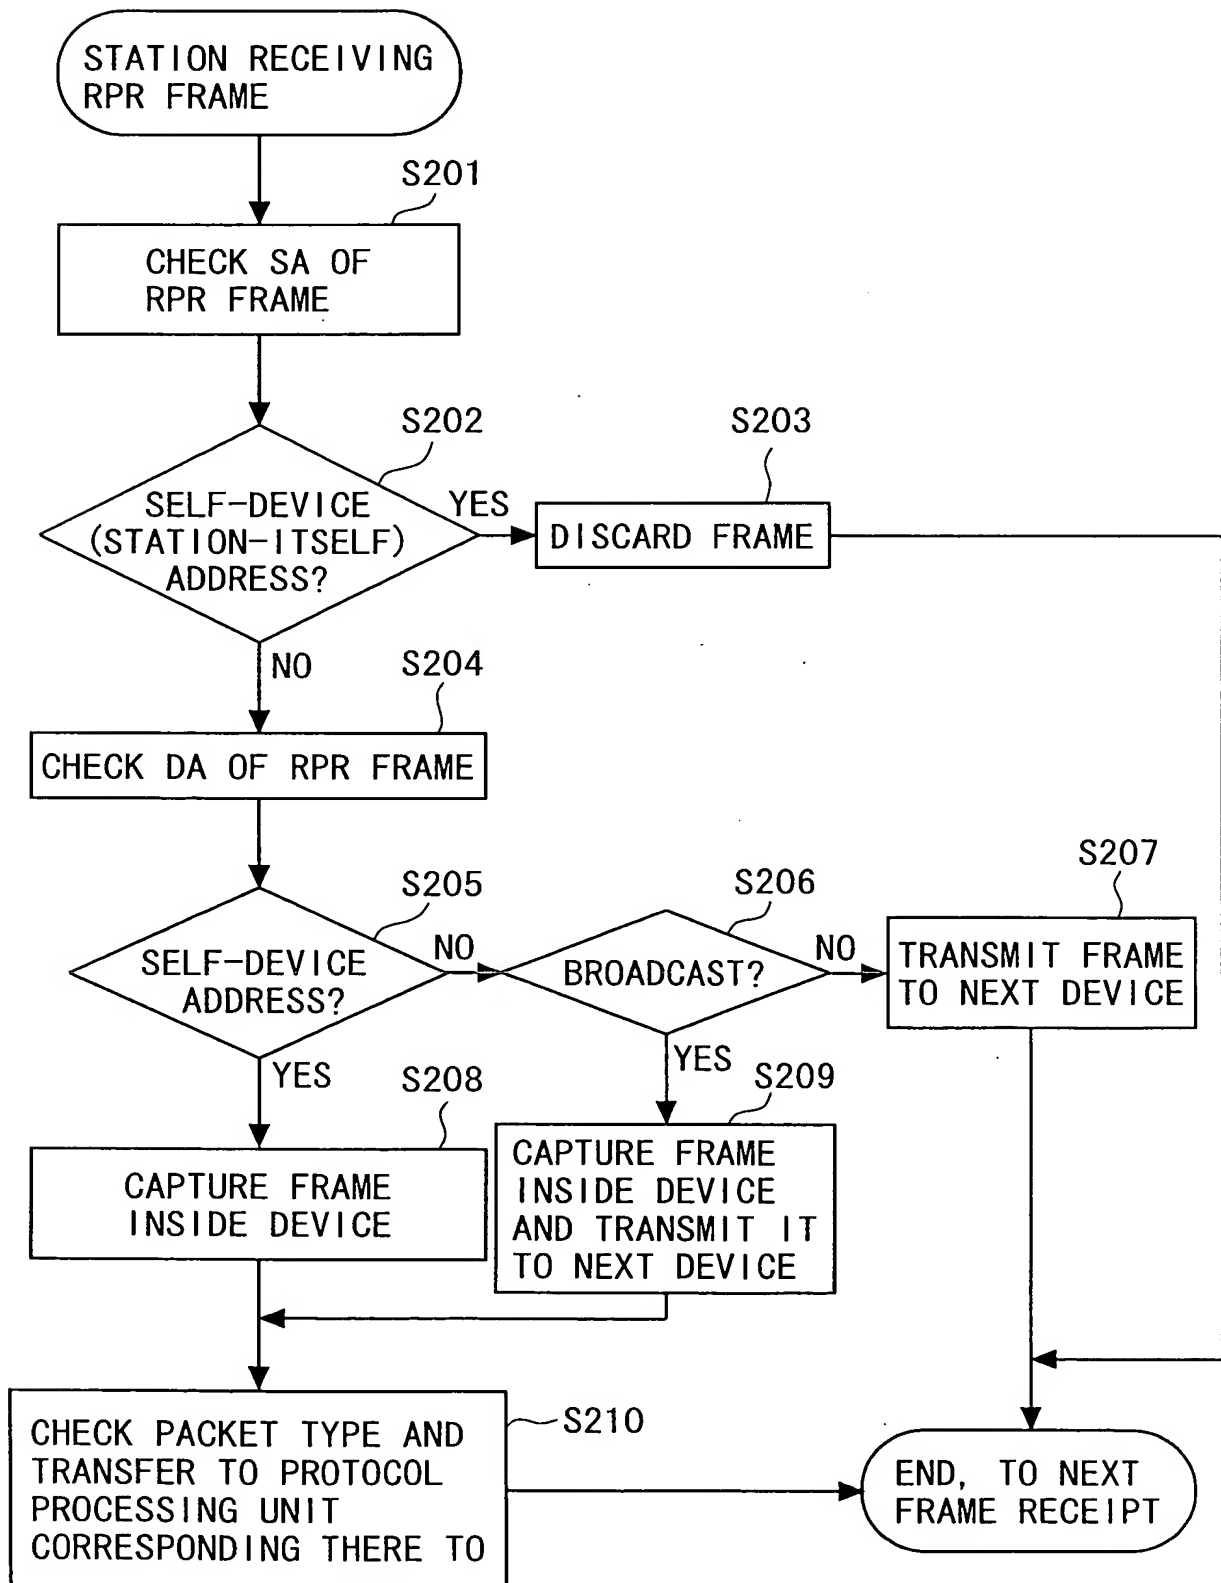 STATION RECEIVING
RPR FRAME
S201
CHECK SA OF
RPR FRAME
S202
SELF-DEVICE
(STATION-ITSELF)
ADDRESS?
YES
S203
DISCARD FRAME
NO
S204
CHECK DA OF RPR FRAME
S205
SELF-DEVICE
ADDRESS?
NO
S206
BROADCAST?
NO
S207
TRANSMIT FRAME
TO NEXT DEVICE
YES
S208
CAPTURE FRAME
INSIDE DEVICE
YES
S209
CAPTURE FRAME
INSIDE DEVICE
AND TRANSMIT IT
TO NEXT DEVICE
S210
CHECK PACKET TYPE AND
TRANSFER TO PROTOCOL
PROCESSING UNIT
CORRESPONDING THERE TO
END, TO NEXT
FRAME RECEIPT